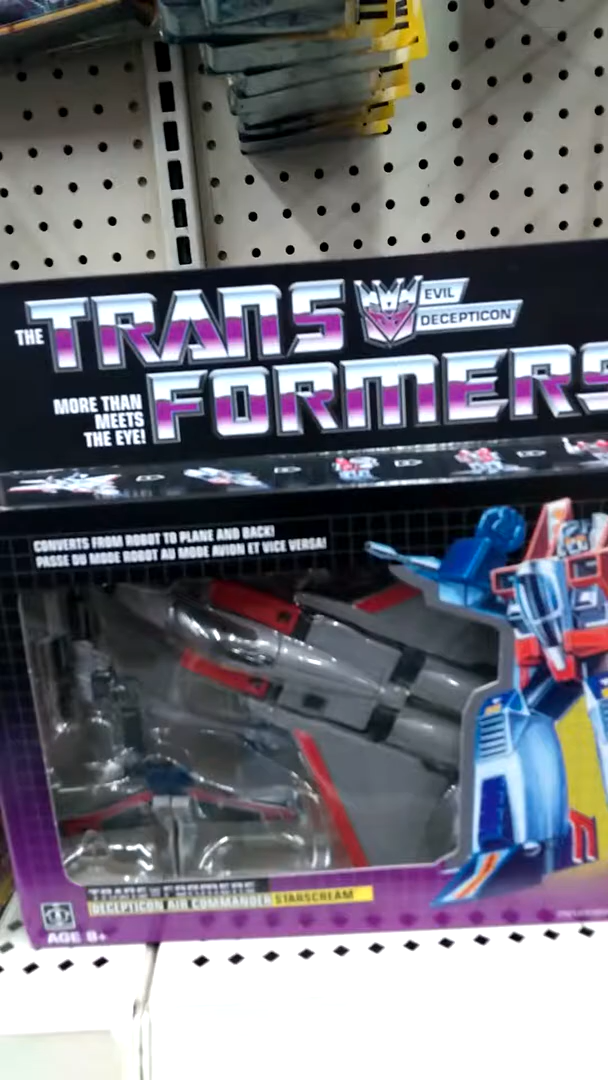 THE TRANS
EVIL
DECEPTICON
FORMERS
MORE THAN
MEETS
THE EYE!
CONVERTS FROM ROBOT TO PLANE AND BACK!
PASSE DU MODE ROBOT AU MODE AVION ET VICE VERSA!
TRANSFORMERS
DECEPTICON AIR COMMANDER STARSCREAM
AGE 8+